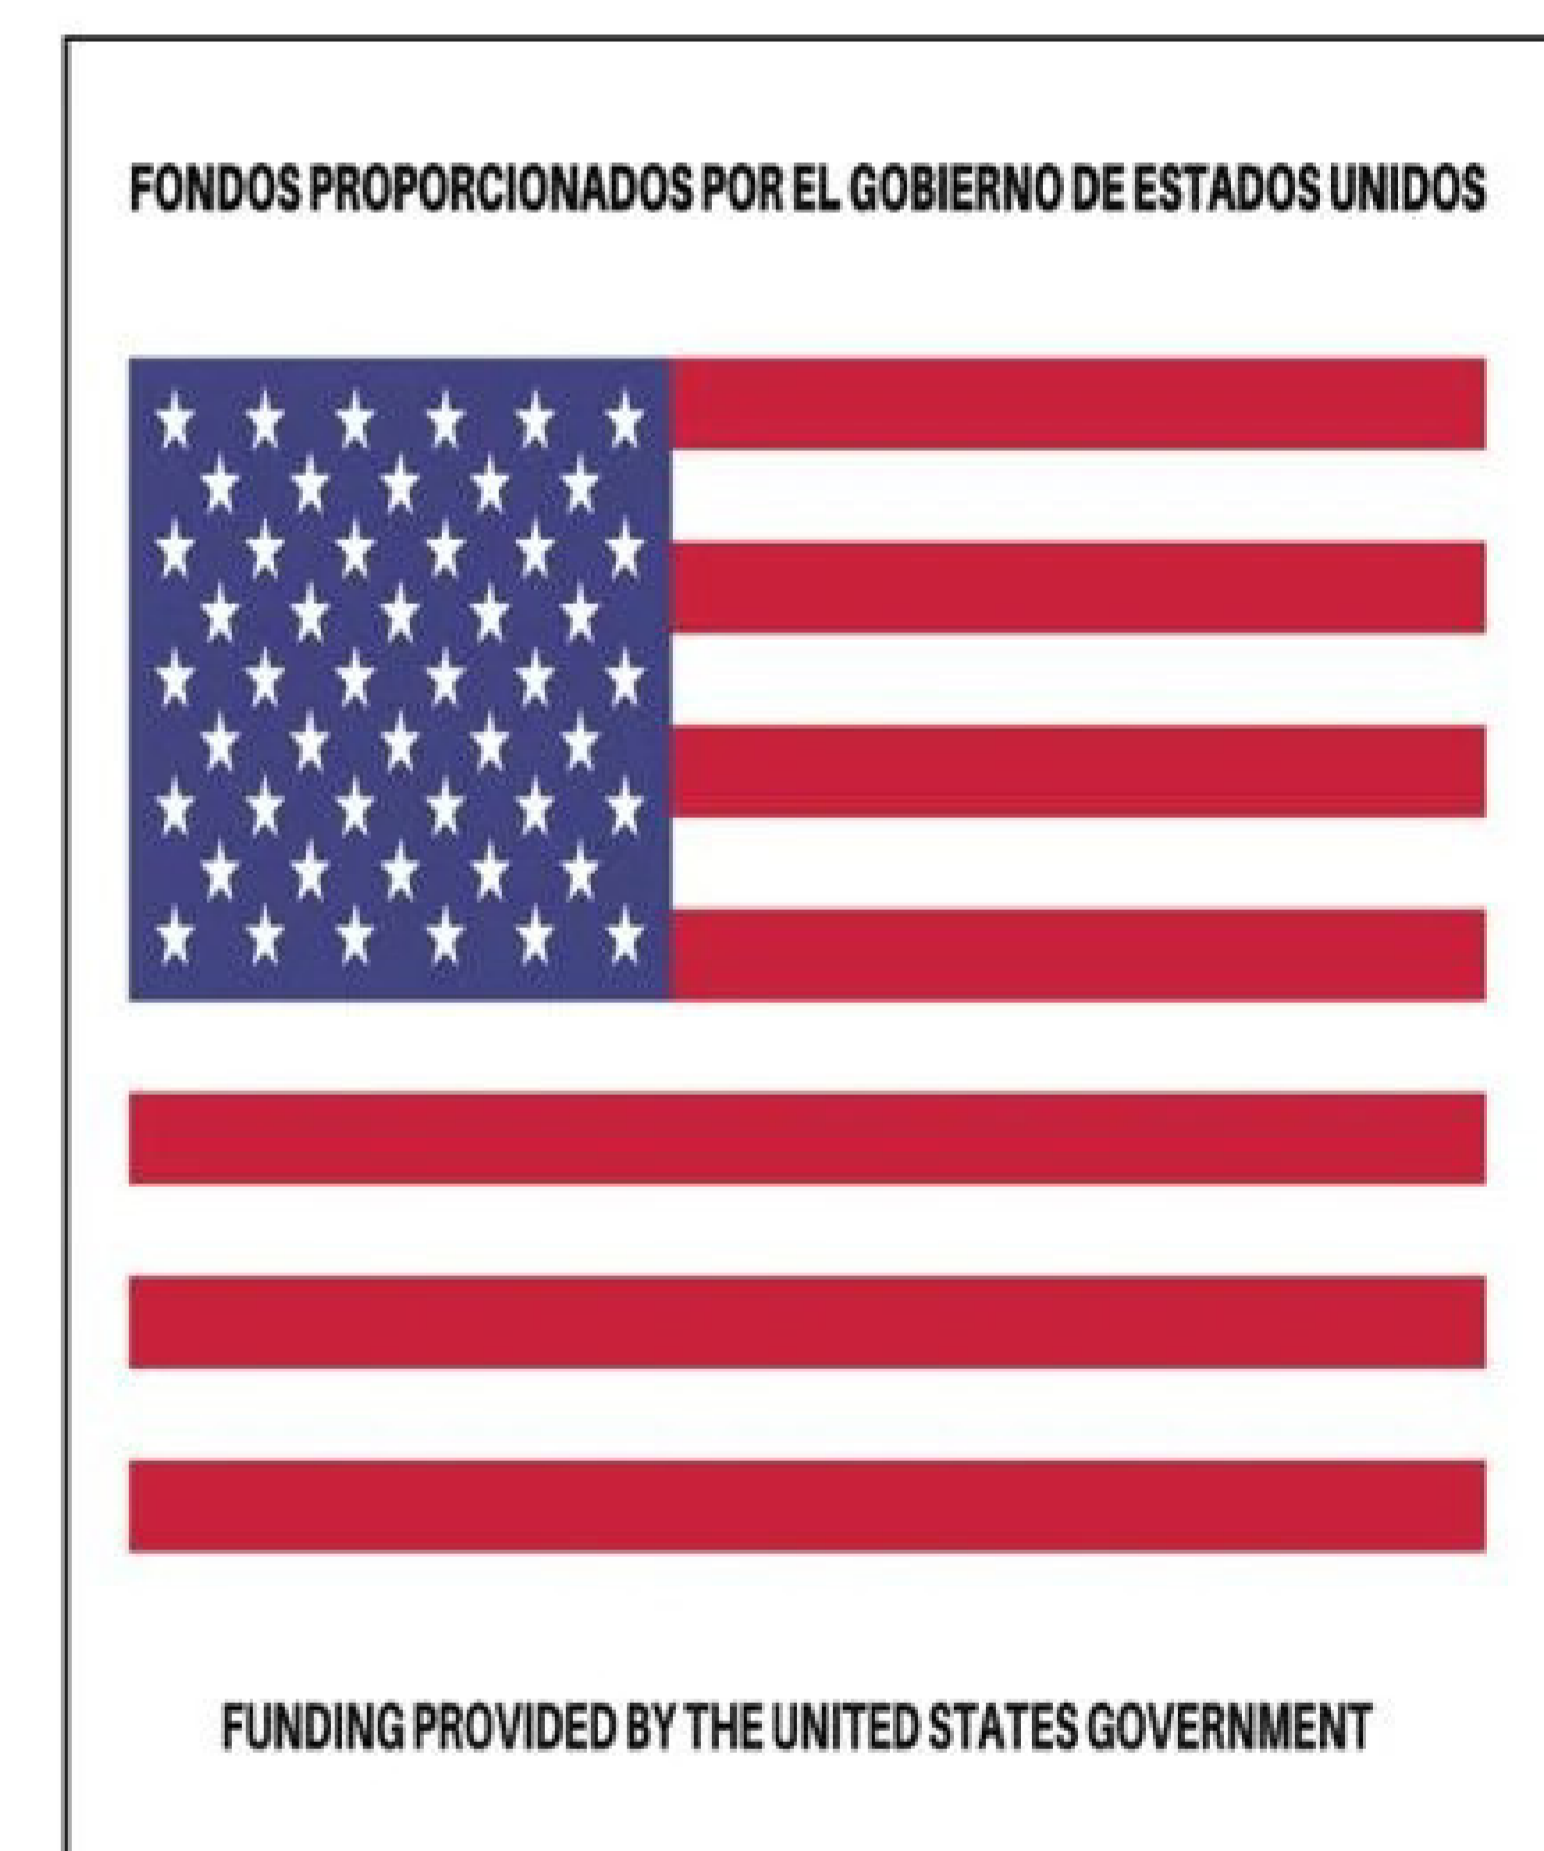 FONDOS PROPORCIONADOS POR EL GOBIERNO DE ESTADOS UNIDOS
FUNDING PROVIDED BY THE UNITED STATES GOVERNMENT